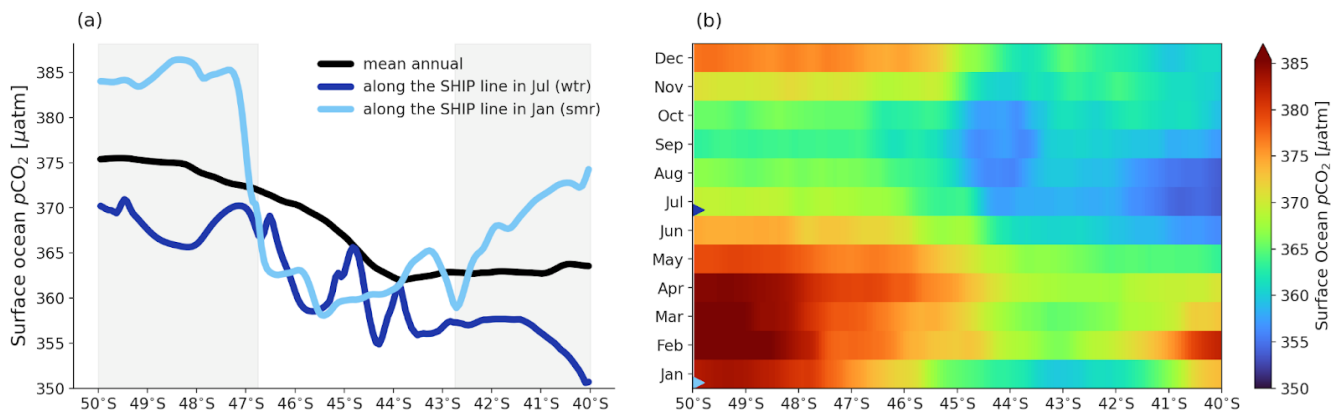 (a)
Surface ocean pCO₂ [μatm]
385
380
375
370
365
360
355
350
mean annual
along the SHIP line in Jul (wtr)
along the SHIP line in Jan (smr)
50°S 49°S 48°S 47°S 46°S 45°S 44°S 43°S 42°S 41°S 40°S
(b)
Dec
Nov
Oct
Sep
Aug
Jul
Jun
May
Apr
Mar
Feb
Jan
50°S 49°S 48°S 47°S 46°S 45°S 44°S 43°S 42°S 41°S 40°S
385
380
375
370
365
360
355
350
Surface Ocean pCO₂ [μatm]